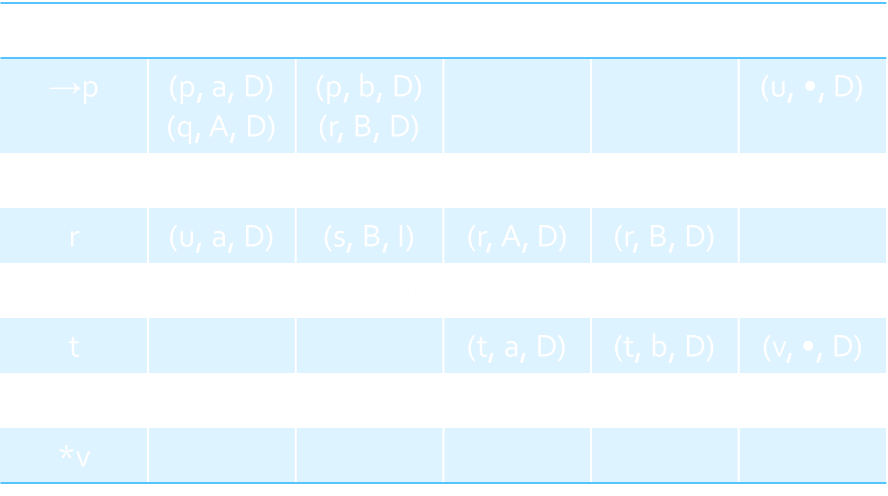 →p (p, a, D) (p, b, D) (u, •, D)
(q, A, D) (r, B, D)
r (u, a, D) (s, B, I) (r, A, D) (r, B, D)
t (t, a, D) (t, b, D) (v, •, D)
*v